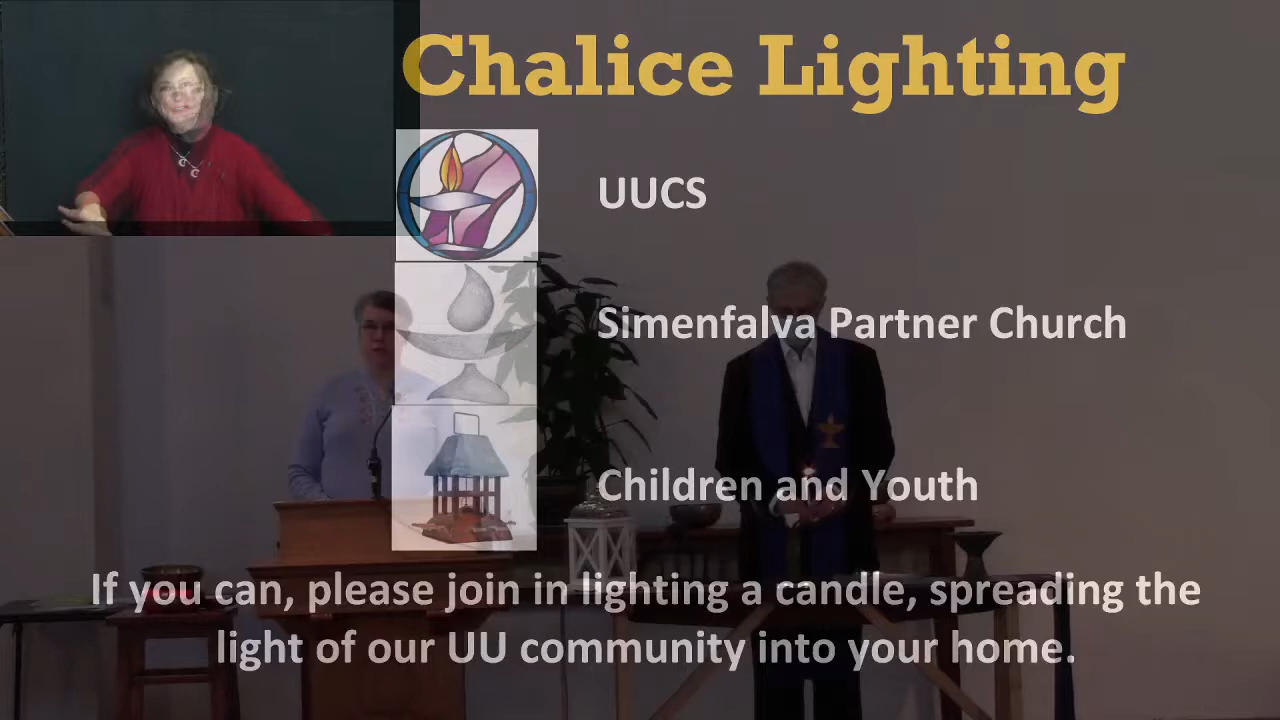 Chalice Lighting
UUCS
Simenfalva Partner Church
Children and Youth
If you can, please join in lighting a candle, spreading the
light of our UU community into your home.